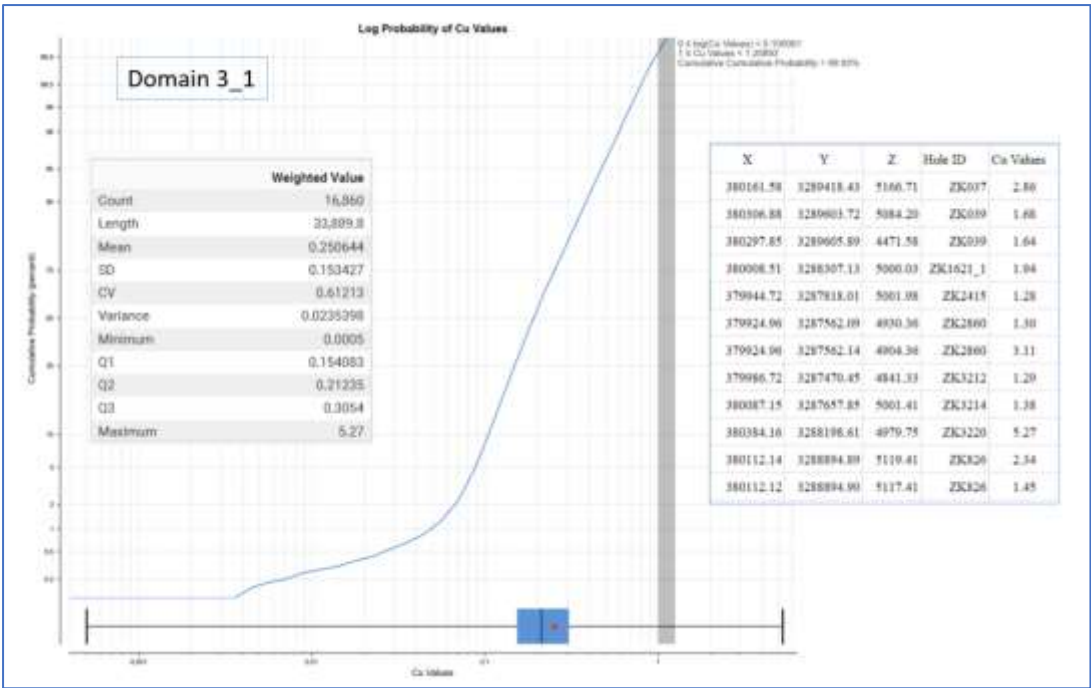 Log Probability of Cu Values
Domain 3_1
Weighted Value
Count 16,860
Length 33,889.8
Mean 0.250644
SD 0.153427
CV 0.61213
Variance 0.0235398
Minimum 0.0005
Q1 0.154083
Q2 0.21235
Q3 0.3054
Maximum 5.27
X Y Z Hole ID Cu Values
380161.58 3289418.43 5166.71 ZK037 2.86
380306.88 3289603.72 5084.20 ZK039 1.68
380297.85 3289605.89 4471.58 ZK039 1.64
380008.51 3288307.13 5000.03 ZK1621_1 1.94
379944.72 3287818.01 5001.98 ZK2415 1.28
379924.96 3287562.09 4930.36 ZK2860 1.30
379924.96 3287562.14 4904.36 ZK2860 3.11
379986.72 3287470.45 4841.33 ZK3212 1.29
380087.15 3287657.85 5001.41 ZK3214 1.38
380384.16 3288198.61 4979.75 ZK3220 5.27
380112.14 3288894.89 5119.41 ZK826 2.34
380112.12 3288894.90 5117.41 ZK826 1.45
Cumulative Probability (percent)
Cu Values